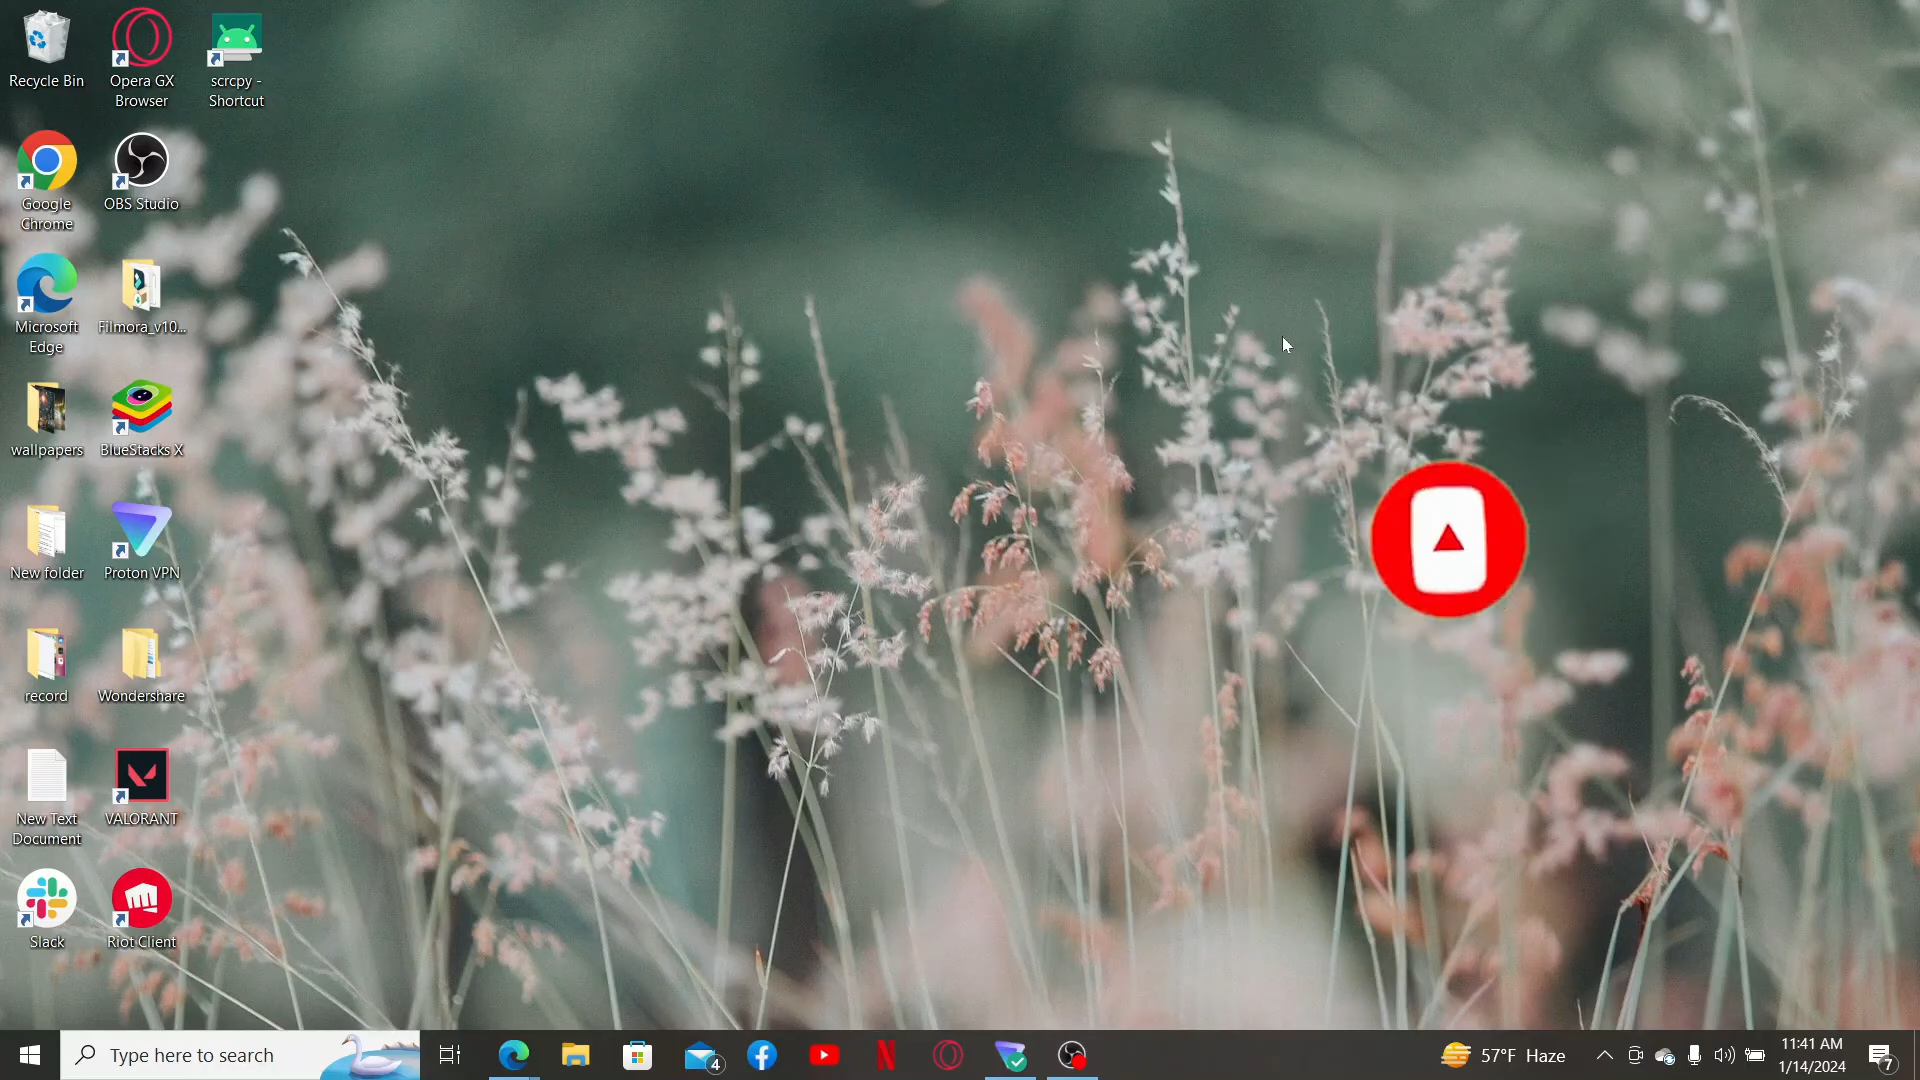 Recycle Bin
Opera GX
Browser
scrcpy -
Shortcut
Google
Chrome
OBS Studio
Microsoft
Edge
Filmora_v10...
wallpapers
BlueStacks X
New folder
Proton VPN
record
Wondershare
New Text
Document
VALORANT
Slack
Riot Client
Type here to search
4
57°F Haze
11:41 AM
1/14/2024
7